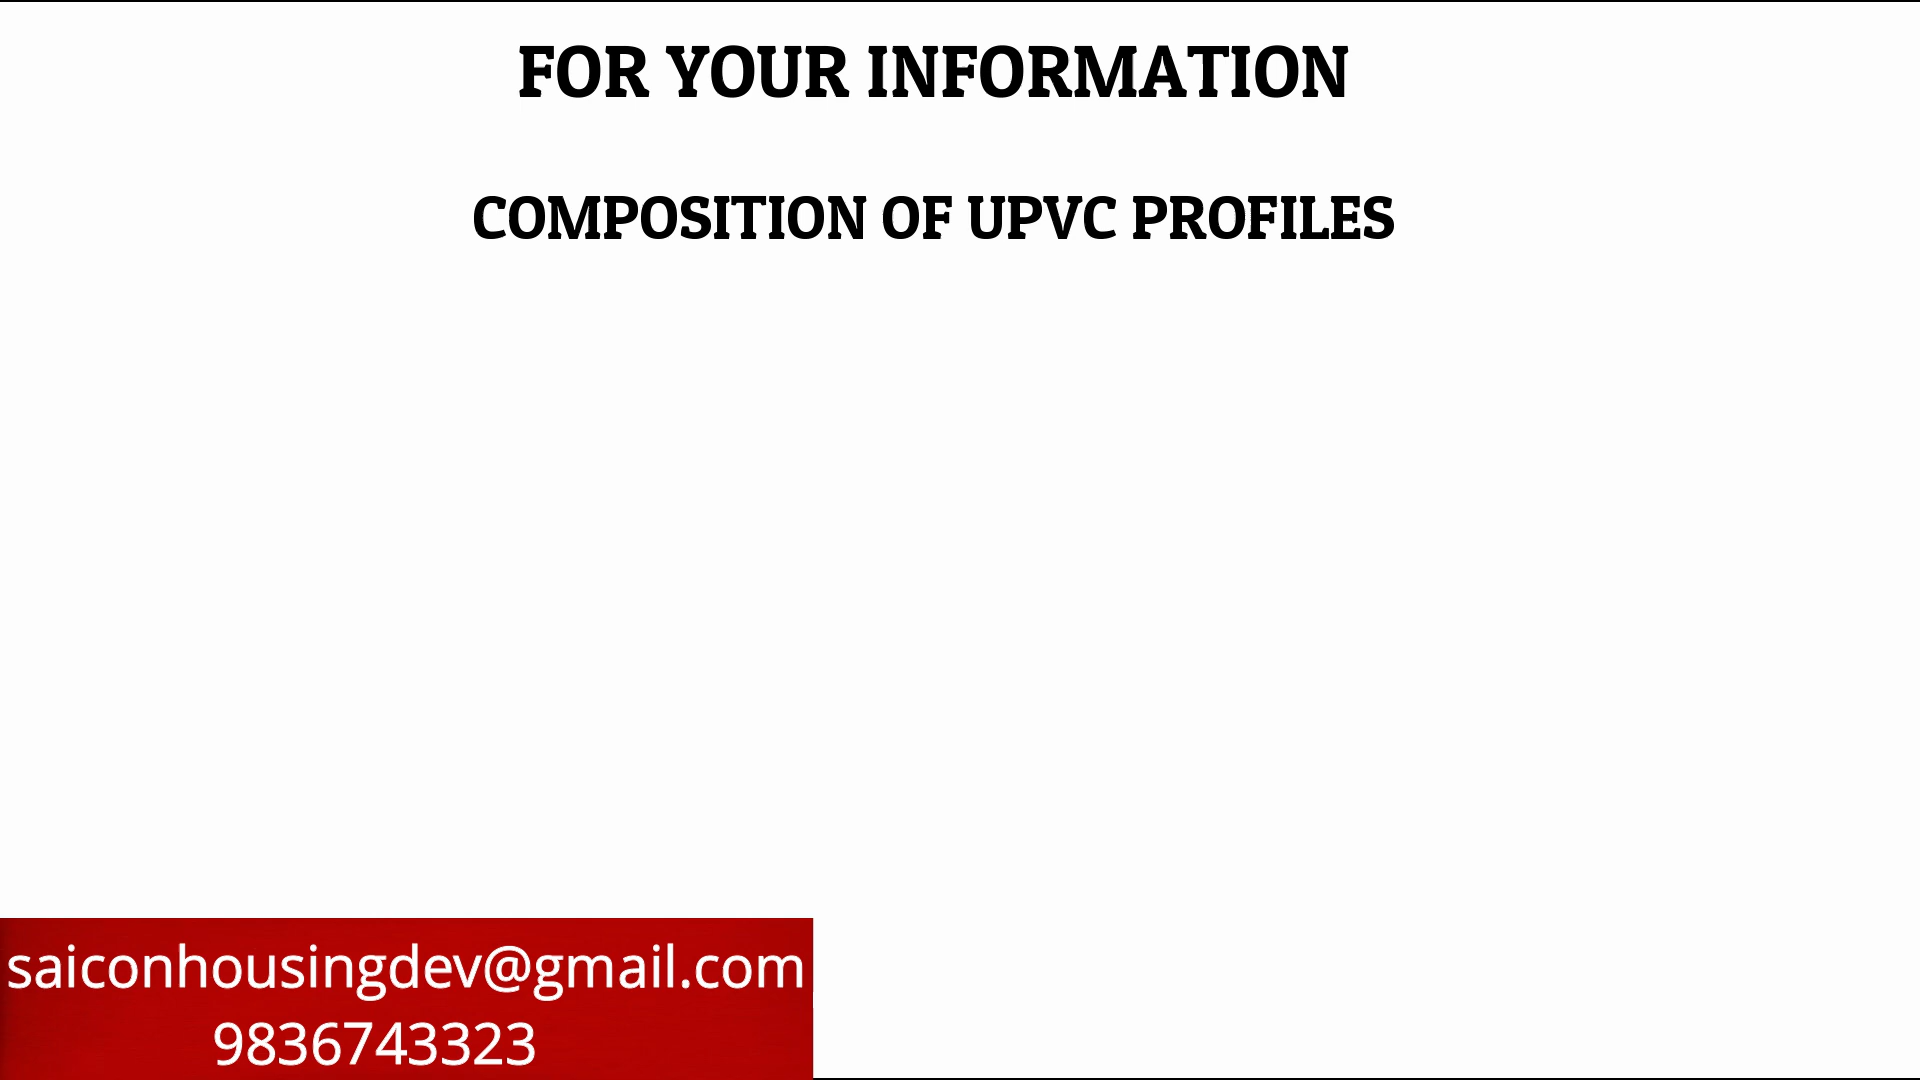 FOR YOUR INFORMATION
COMPOSITION OF UPVC PROFILES
saiconhousingdev@gmail.com
9836743323